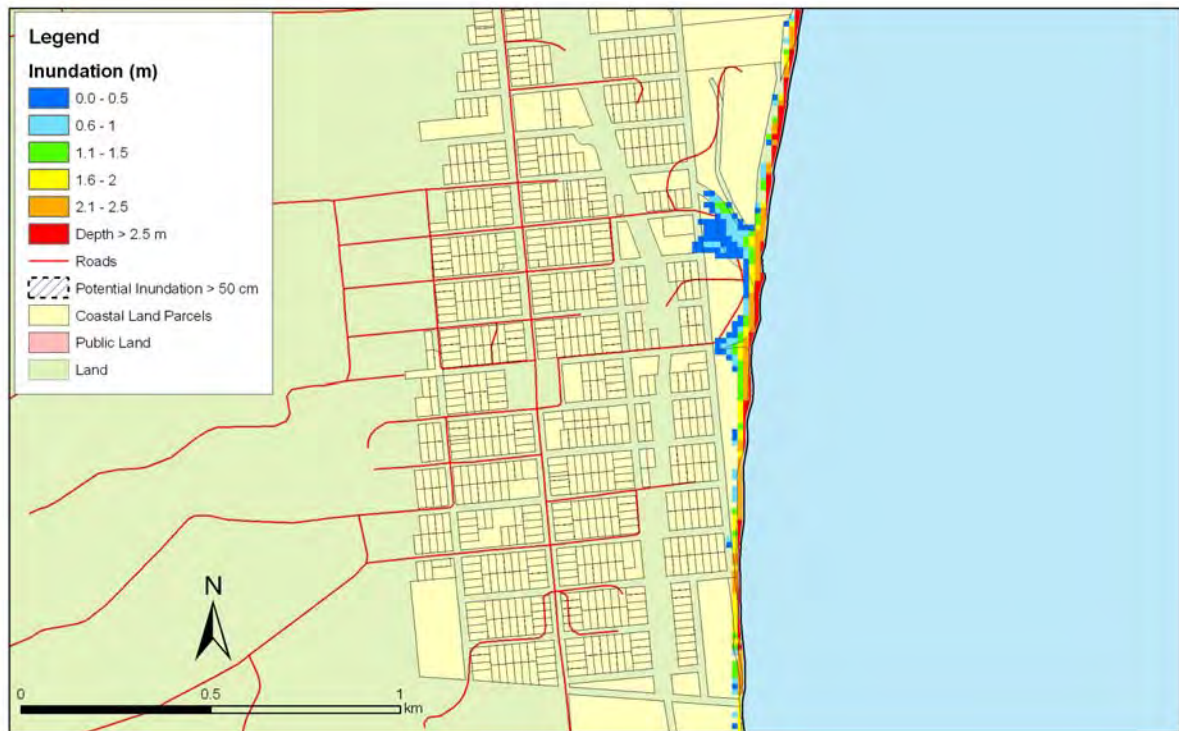 Legend
Inundation (m)
0.0 - 0.5
0.6 - 1
1.1 - 1.5
1.6 - 2
2.1 - 2.5
Depth > 2.5 m
Roads
Potential Inundation > 50 cm
Coastal Land Parcels
Public Land
Land
N
0 0.5 1
km